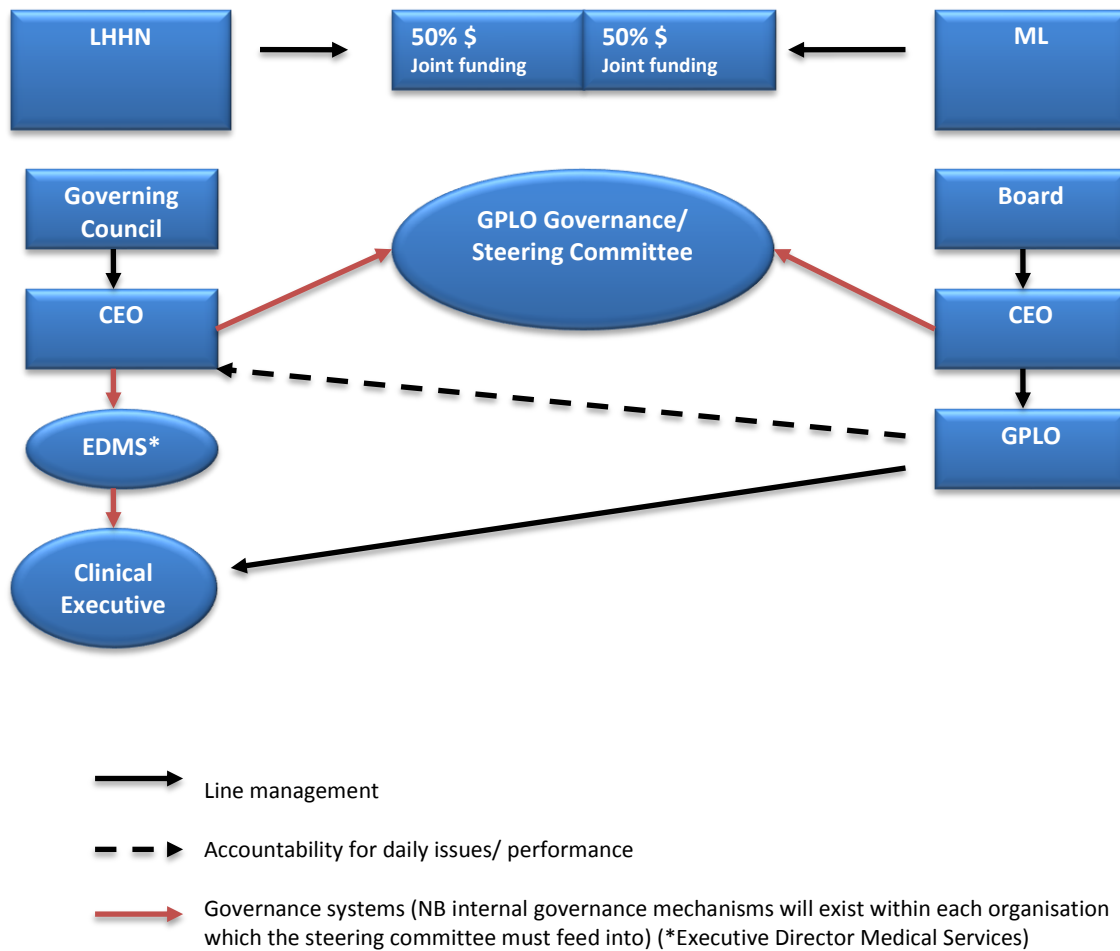 LHHN
50% $
Joint funding
50% $
Joint funding
ML
Governing
Council
GPLO Governance/
Steering Committee
Board
CEO
CEO
EDMS*
GPLO
Clinical
Executive
Line management
Accountability for daily issues/ performance
Governance systems (NB internal governance mechanisms will exist within each organisation
which the steering committee must feed into) (*Executive Director Medical Services)